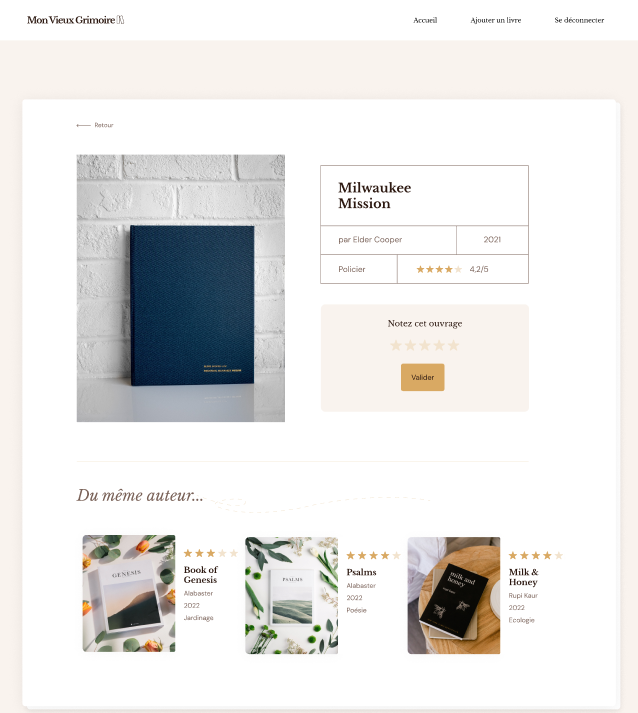 Mon Vieux Grimoire
Accueil
Ajouter un livre
Se déconnecter
Retour
Milwaukee
Mission
par Elder Cooper
2021
Policier
4,2/5
Notez cet ouvrage
Valider
Du même auteur...
GENESIS
Book of
Genesis
Alabaster
2022
Jardinage
PSALMS
Psalms
Alabaster
2022
Poésie
milk and
honey
Milk &
Honey
Rupi Kaur
2022
Ecologie